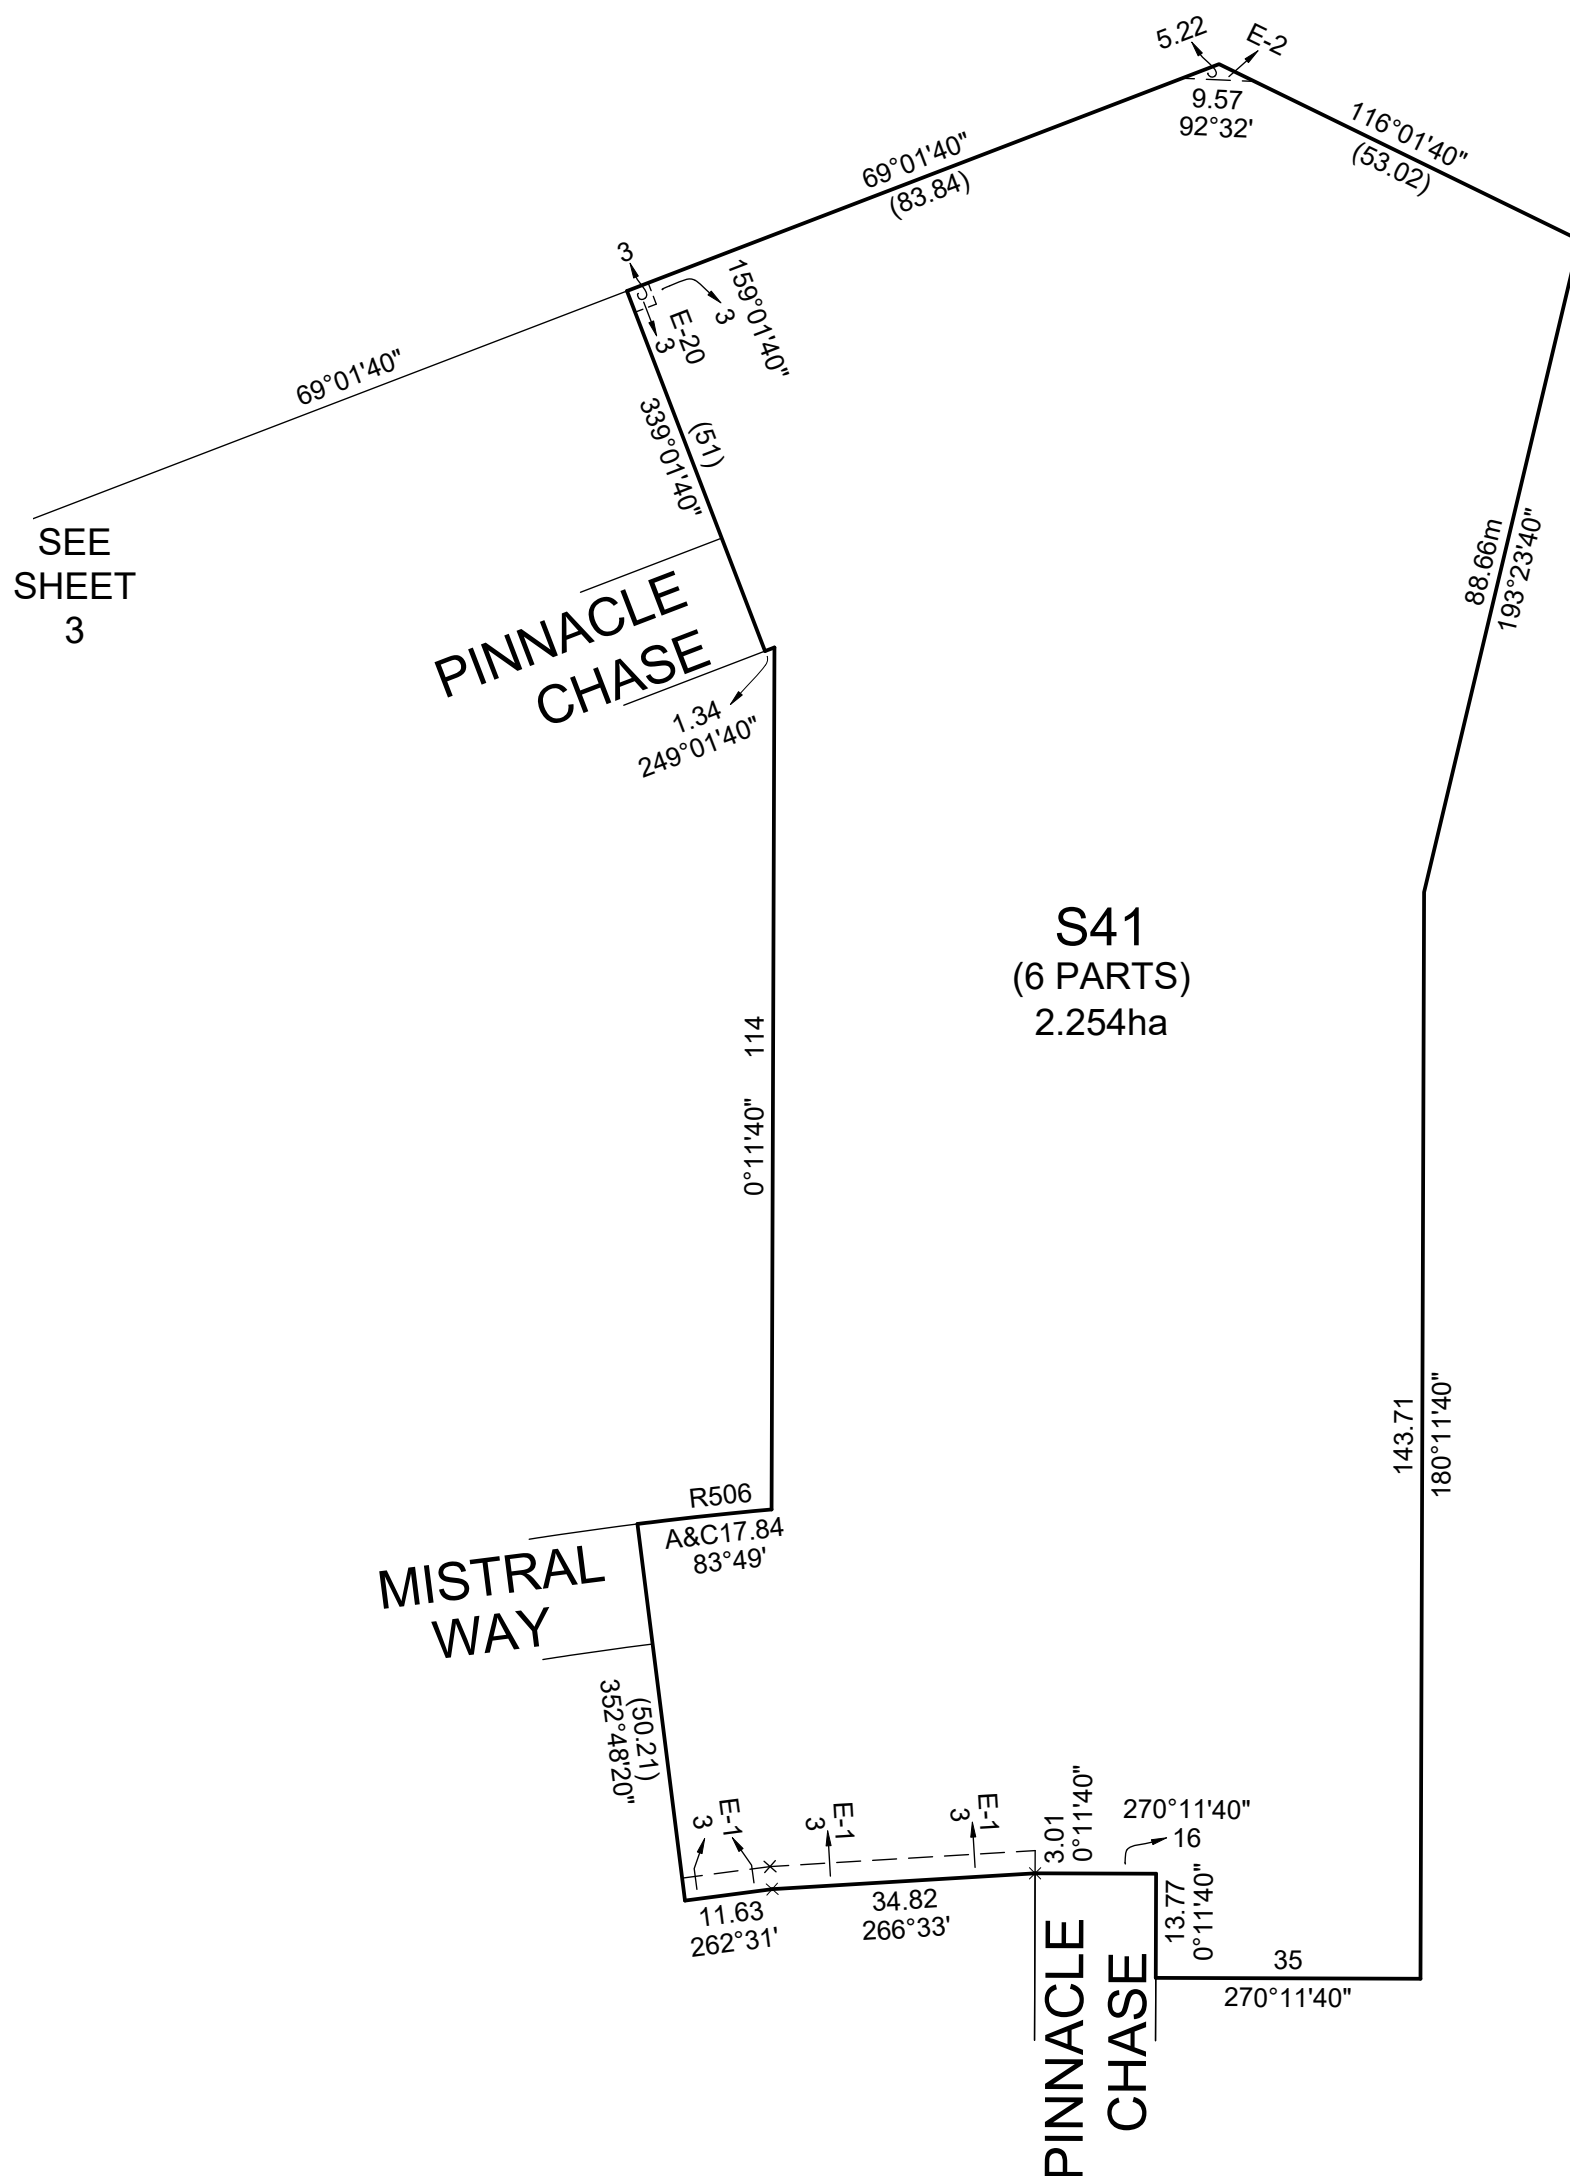 5.22
E-2
9.57
92°32'
116°01'40"
(53.02)
69°01'40"
(83.84)
3
159°01'40"
3
E-20
3
69°01'40"
339°01'40"
(51)
SEE
SHEET
3
88.66m
193°23'40"
PINNACLE
CHASE
1.34
249°01'40"
S41
(6 PARTS)
2.254ha
114
0°11'40"
143.71
180°11'40"
R506
A&C17.84
83°49'
MISTRAL
WAY
(50.21)
352°48'20"
3
E-1
3
E-1
3
E-1
3.01
0°11'40"
270°11'40"
16
11.63
262°31'
34.82
266°33'
13.77
0°11'40"
35
270°11'40"
PINNACLE
CHASE